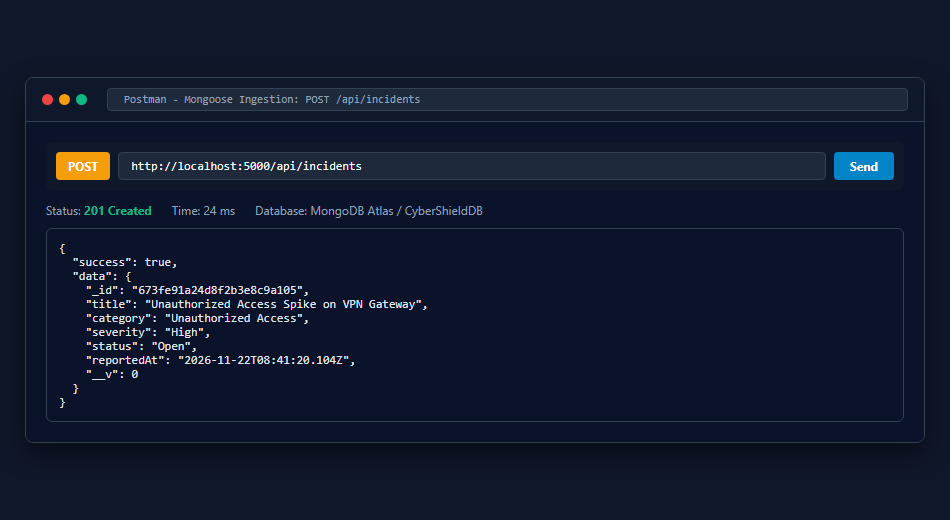 Postman - Mongoose Ingestion: POST /api/incidents
POST http://localhost:5000/api/incidents Send
Status: 201 Created Time: 24 ms Database: MongoDB Atlas / CyberShieldDB
{
  "success": true,
  "data": {
    "_id": "673fe91a24d8f2b3e8c9a105",
    "title": "Unauthorized Access Spike on VPN Gateway",
    "category": "Unauthorized Access",
    "severity": "High",
    "status": "Open",
    "reportedAt": "2026-11-22T08:41:20.104Z",
    "__v": 0
  }
}